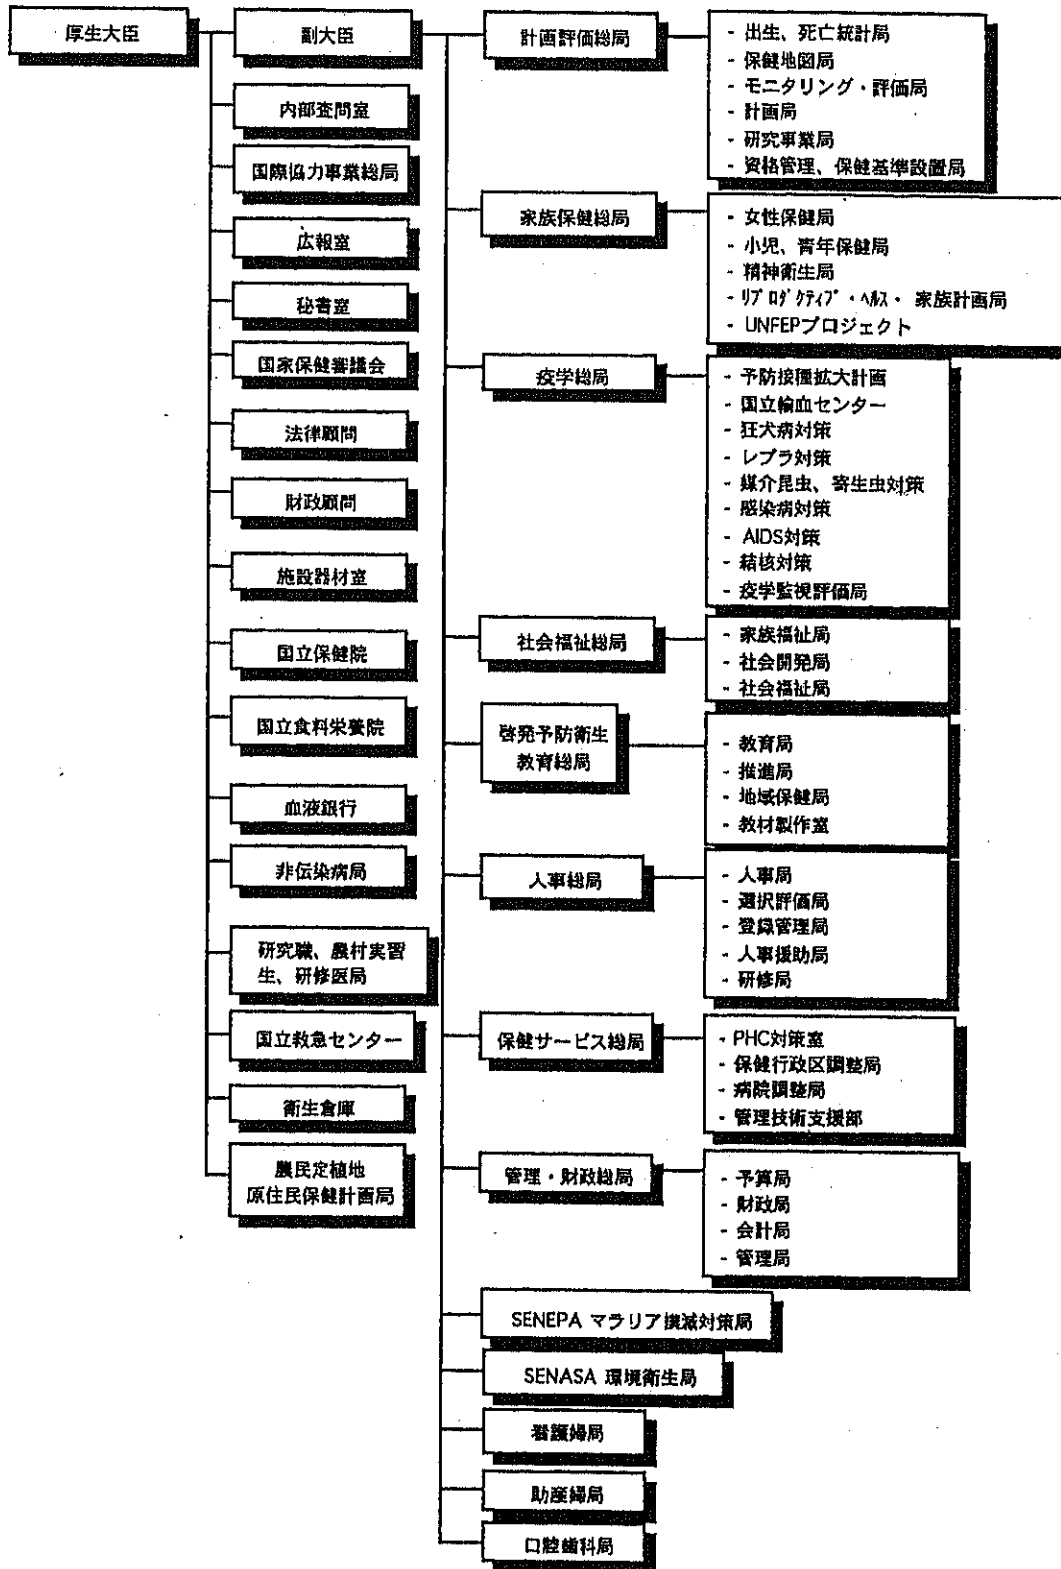 厚生大臣
副大臣
内部査問室
国際協力事業総局
広報室
秘書室
国家保健審議会
法律顧問
財政顧問
施設器材室
国立保健院
国立食料栄養院
血液銀行
非伝染病局
研究職、農村実習
生、研修医局
国立救急センター
衛生倉庫
農民定植地
原住民保健計画局
計画評価総局
- 出生、死亡統計局
- 保健地図局
- モニタリング・評価局
- 計画局
- 研究事業局
- 資格管理、保健基準設置局
家族保健総局
- 女性保健局
- 小児、青年保健局
- 精神衛生局
- ﾘﾌﾟﾛﾀﾞｸﾃｨﾌﾞ・ﾍﾙｽ・ 家族計画局
- UNFEPプロジェクト
疫学総局
- 予防接種拡大計画
- 国立輸血センター
- 狂犬病対策
- レプラ対策
- 媒介昆虫、寄生虫対策
- 感染病対策
- AIDS対策
- 結核対策
- 疫学監視評価局
社会福祉総局
- 家族福祉局
- 社会開発局
- 社会福祉局
啓発予防衛生
教育総局
- 教育局
- 推進局
- 地域保健局
- 教材製作室
人事総局
- 人事局
- 選択評価局
- 登録管理局
- 人事援助局
- 研修局
保健サービス総局
- PHC対策室
- 保健行政区調整局
- 病院調整局
- 管理技術支援部
管理・財政総局
- 予算局
- 財政局
- 会計局
- 管理局
SENEPA マラリア撲滅対策局
SENASA 環境衛生局
看護婦局
助産婦局
口腔歯科局